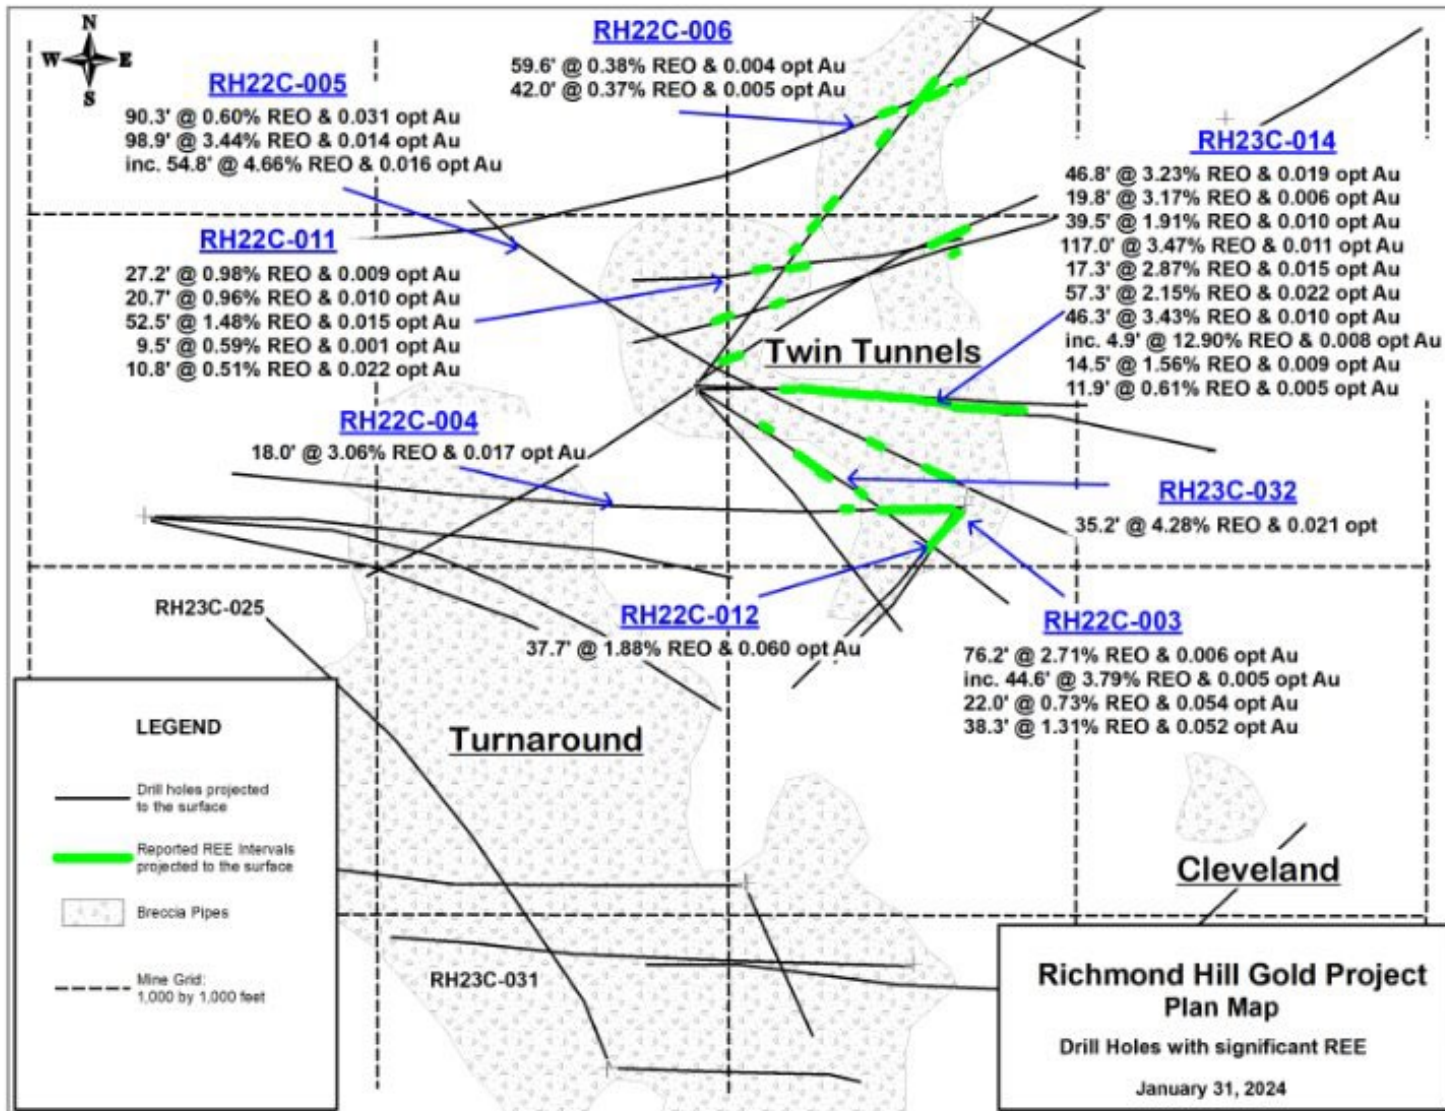 N
W E
S
RH22C-006
59.6' @ 0.38% REO & 0.004 opt Au
42.0' @ 0.37% REO & 0.005 opt Au
RH22C-005
90.3' @ 0.60% REO & 0.031 opt Au
98.9' @ 3.44% REO & 0.014 opt Au
inc. 54.8' @ 4.66% REO & 0.016 opt Au
RH23C-014
46.8' @ 3.23% REO & 0.019 opt Au
19.8' @ 3.17% REO & 0.006 opt Au
39.5' @ 1.91% REO & 0.010 opt Au
117.0' @ 3.47% REO & 0.011 opt Au
17.3' @ 2.87% REO & 0.015 opt Au
57.3' @ 2.15% REO & 0.022 opt Au
46.3' @ 3.43% REO & 0.010 opt Au
inc. 4.9' @ 12.90% REO & 0.008 opt Au
14.5' @ 1.56% REO & 0.009 opt Au
11.9' @ 0.61% REO & 0.005 opt Au
RH22C-011
27.2' @ 0.98% REO & 0.009 opt Au
20.7' @ 0.96% REO & 0.010 opt Au
52.5' @ 1.48% REO & 0.015 opt Au
9.5' @ 0.59% REO & 0.001 opt Au
10.8' @ 0.51% REO & 0.022 opt Au
Twin Tunnels
RH22C-004
18.0' @ 3.06% REO & 0.017 opt Au
RH23C-032
35.2' @ 4.28% REO & 0.021 opt
RH23C-025
RH22C-012
37.7' @ 1.88% REO & 0.060 opt Au
RH22C-003
76.2' @ 2.71% REO & 0.006 opt Au
inc. 44.6' @ 3.79% REO & 0.005 opt Au
22.0' @ 0.73% REO & 0.054 opt Au
38.3' @ 1.31% REO & 0.052 opt Au
Turnaround
Cleveland
RH23C-031
LEGEND
Drill holes projected
to the surface
Reported REE Intervals
projected to the surface
Breccia Pipes
Mine Grid:
1,000 by 1,000 feet
Richmond Hill Gold Project
Plan Map
Drill Holes with significant REE
January 31, 2024